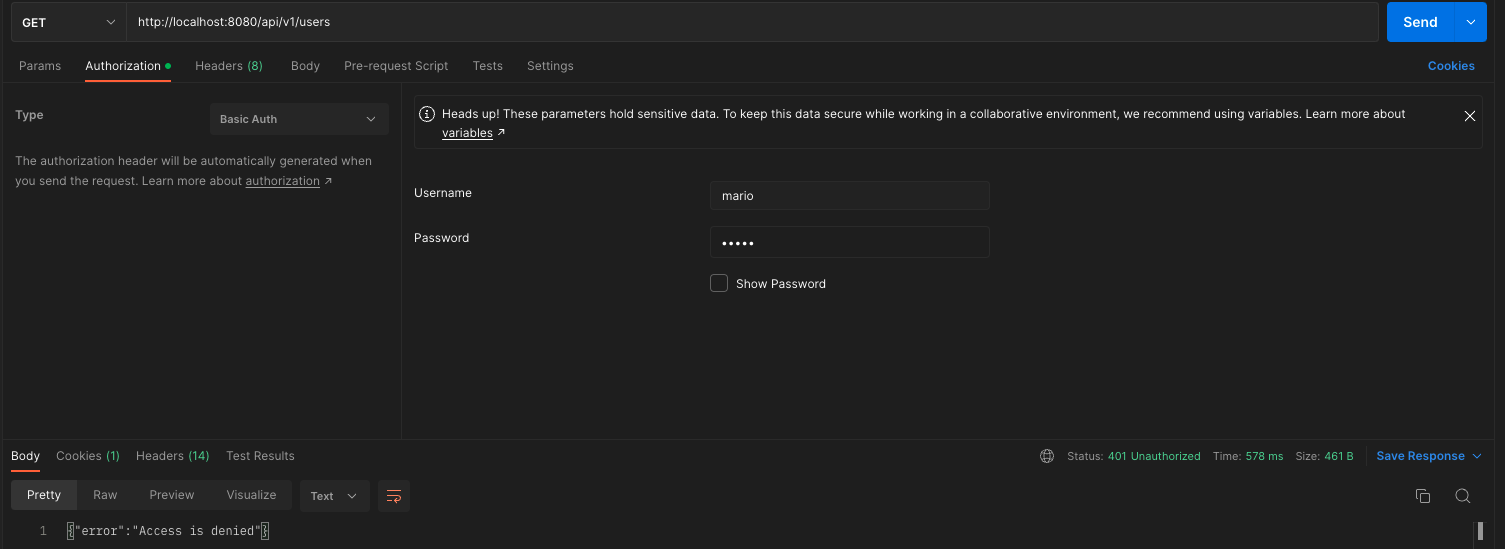 GET http://localhost:8080/api/v1/users Send
Params Authorization Headers (8) Body Pre-request Script Tests Settings Cookies
Type Basic Auth
The authorization header will be automatically generated when
you send the request. Learn more about authorization ↗
Heads up! These parameters hold sensitive data. To keep this data secure while working in a collaborative environment, we recommend using variables. Learn more about
variables ↗
Username mario
Password •••••
Show Password
Body Cookies (1) Headers (14) Test Results Status: 401 Unauthorized Time: 578 ms Size: 461 B Save Response
Pretty Raw Preview Visualize Text
1 {"error":"Access is denied"}